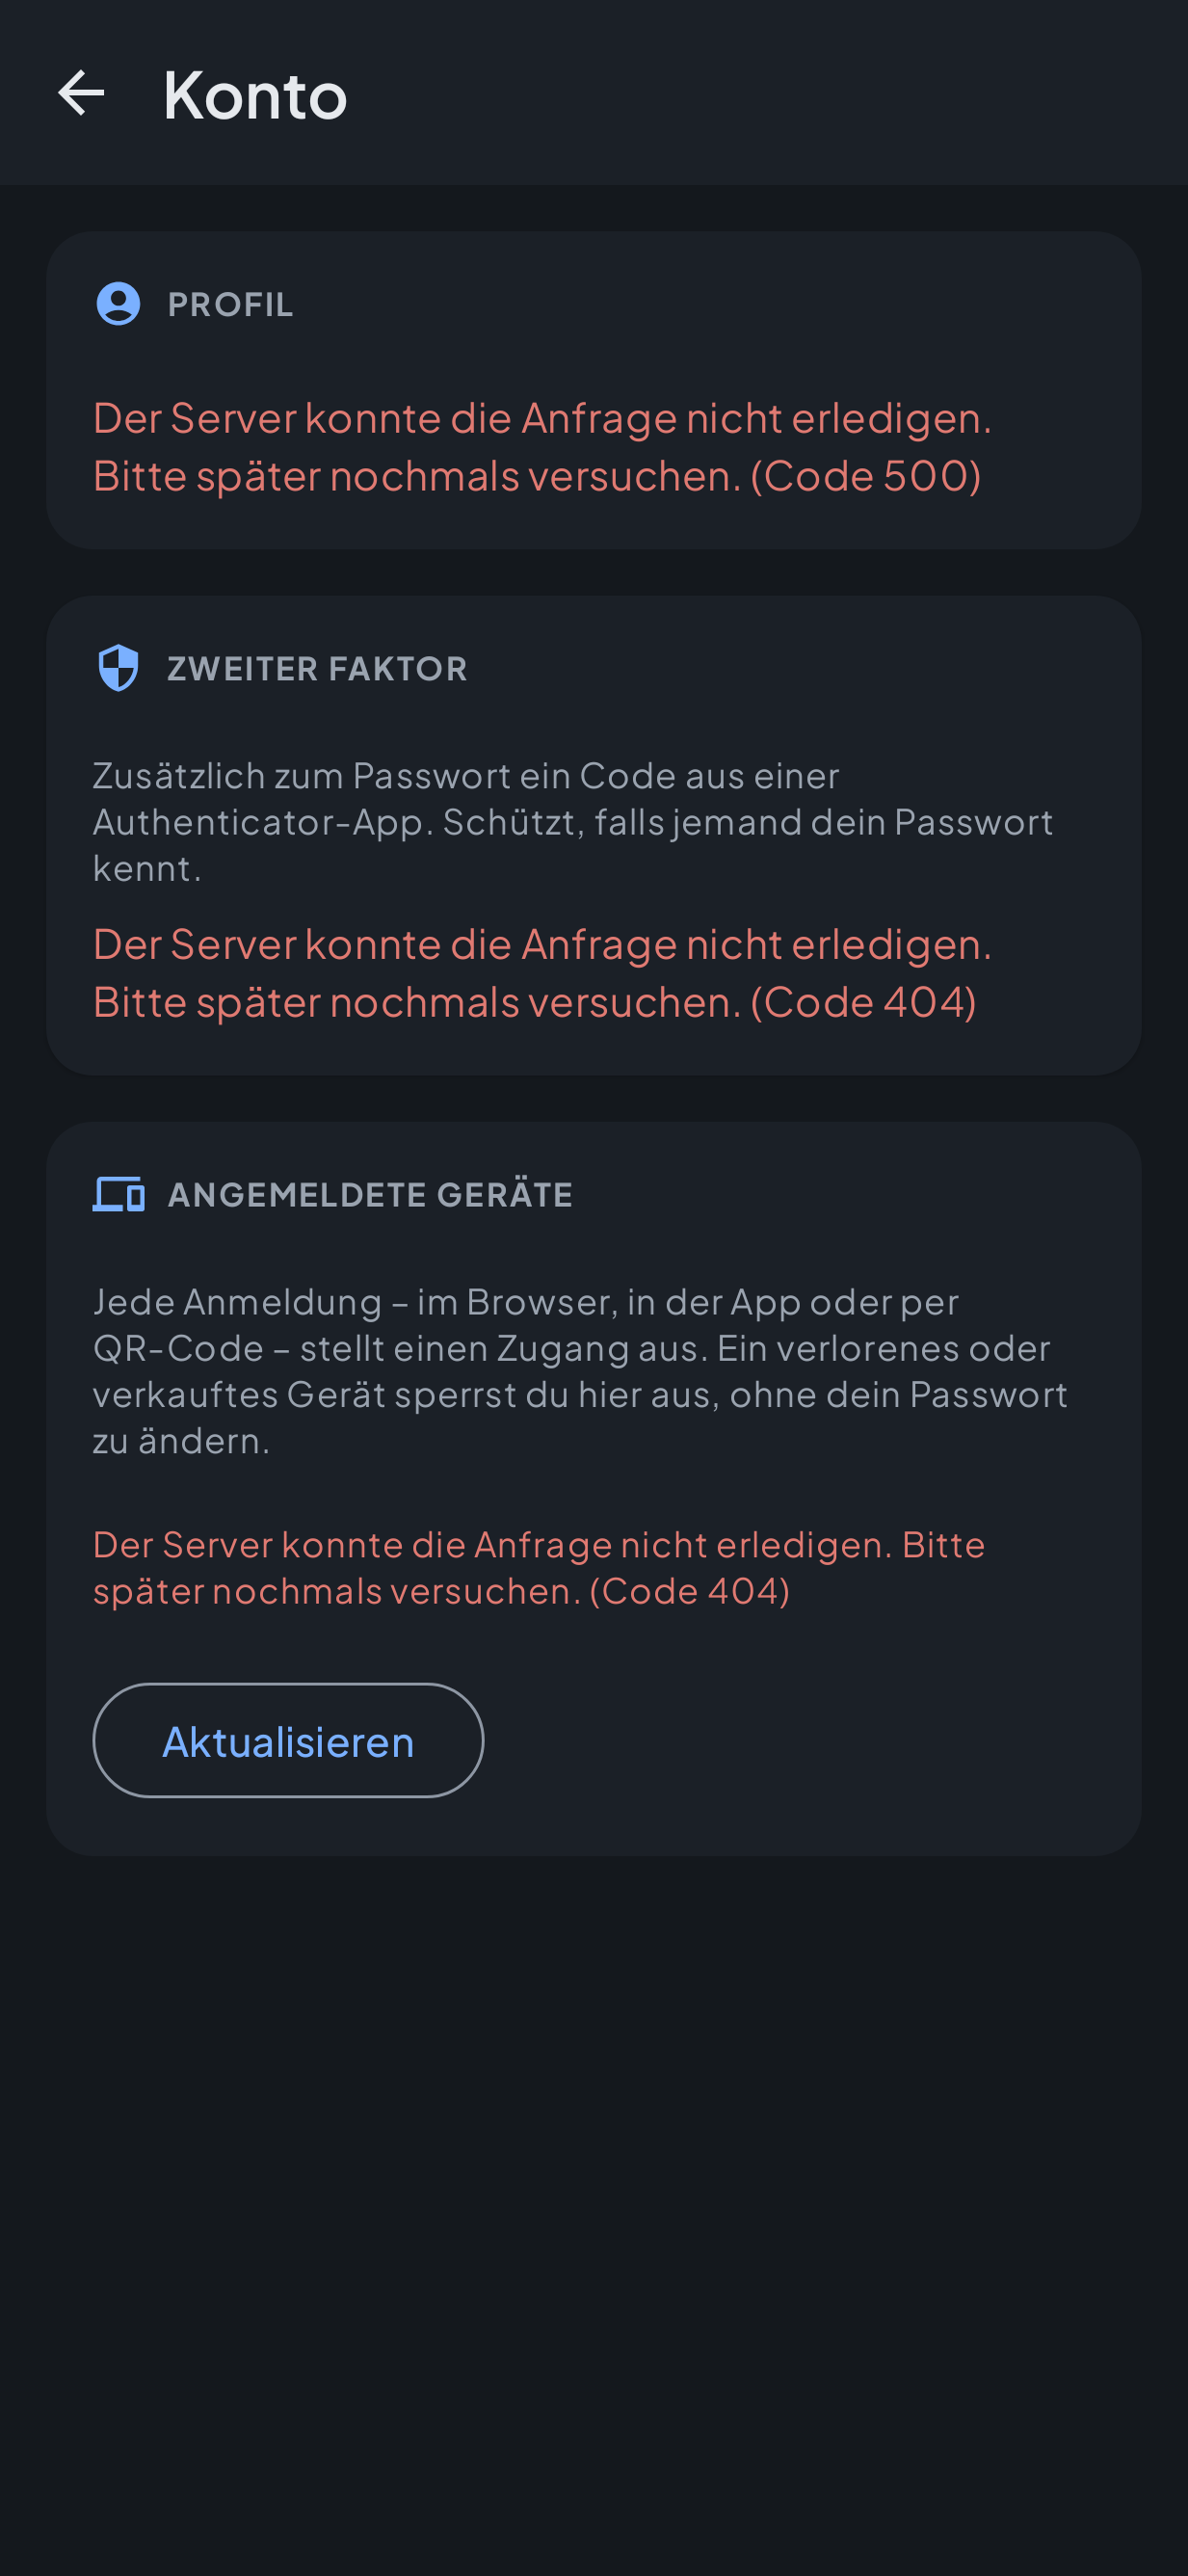 Konto
PROFIL
Der Server konnte die Anfrage nicht erledigen.
Bitte später nochmals versuchen. (Code 500)
ZWEITER FAKTOR
Zusätzlich zum Passwort ein Code aus einer
Authenticator-App. Schützt, falls jemand dein Passwort
kennt.
Der Server konnte die Anfrage nicht erledigen.
Bitte später nochmals versuchen. (Code 404)
ANGEMELDETE GERÄTE
Jede Anmeldung – im Browser, in der App oder per
QR-Code – stellt einen Zugang aus. Ein verlorenes oder
verkauftes Gerät sperrst du hier aus, ohne dein Passwort
zu ändern.
Der Server konnte die Anfrage nicht erledigen. Bitte
später nochmals versuchen. (Code 404)
Aktualisieren